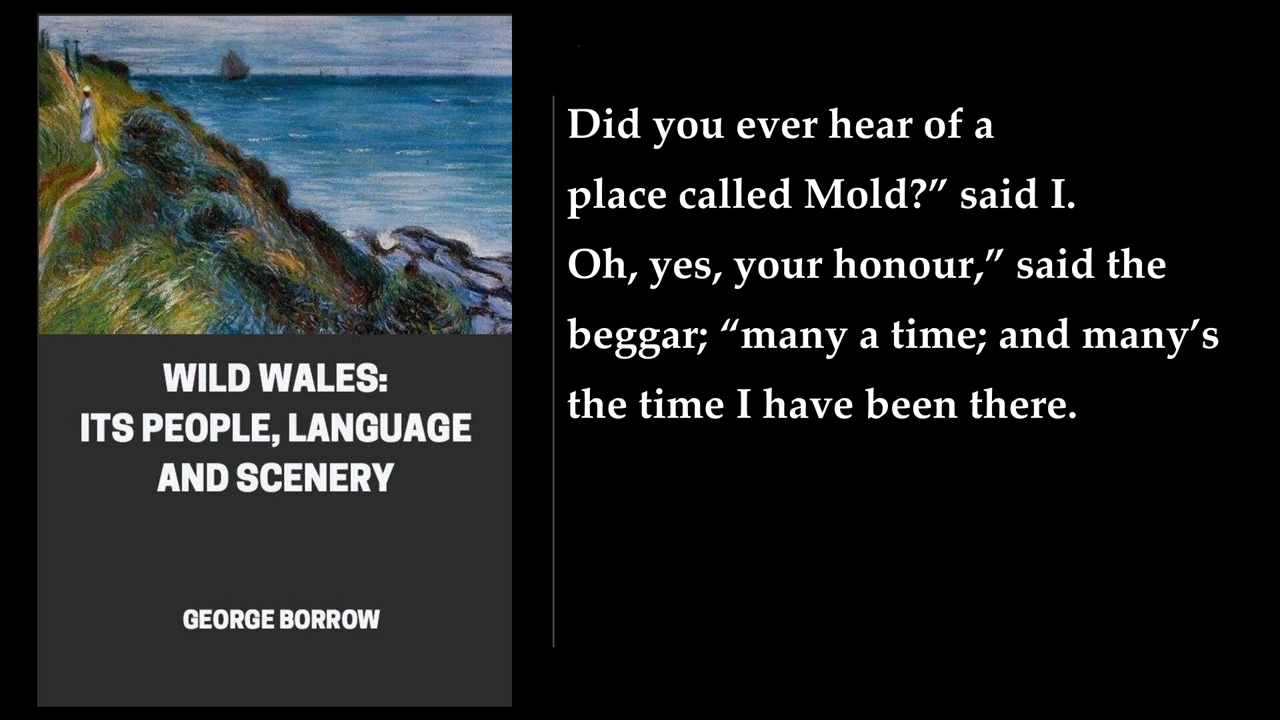 WILD WALES:
ITS PEOPLE, LANGUAGE
AND SCENERY
GEORGE BORROW
Did you ever hear of a
place called Mold?” said I.
Oh, yes, your honour,” said the
beggar; “many a time; and many’s
the time I have been there.